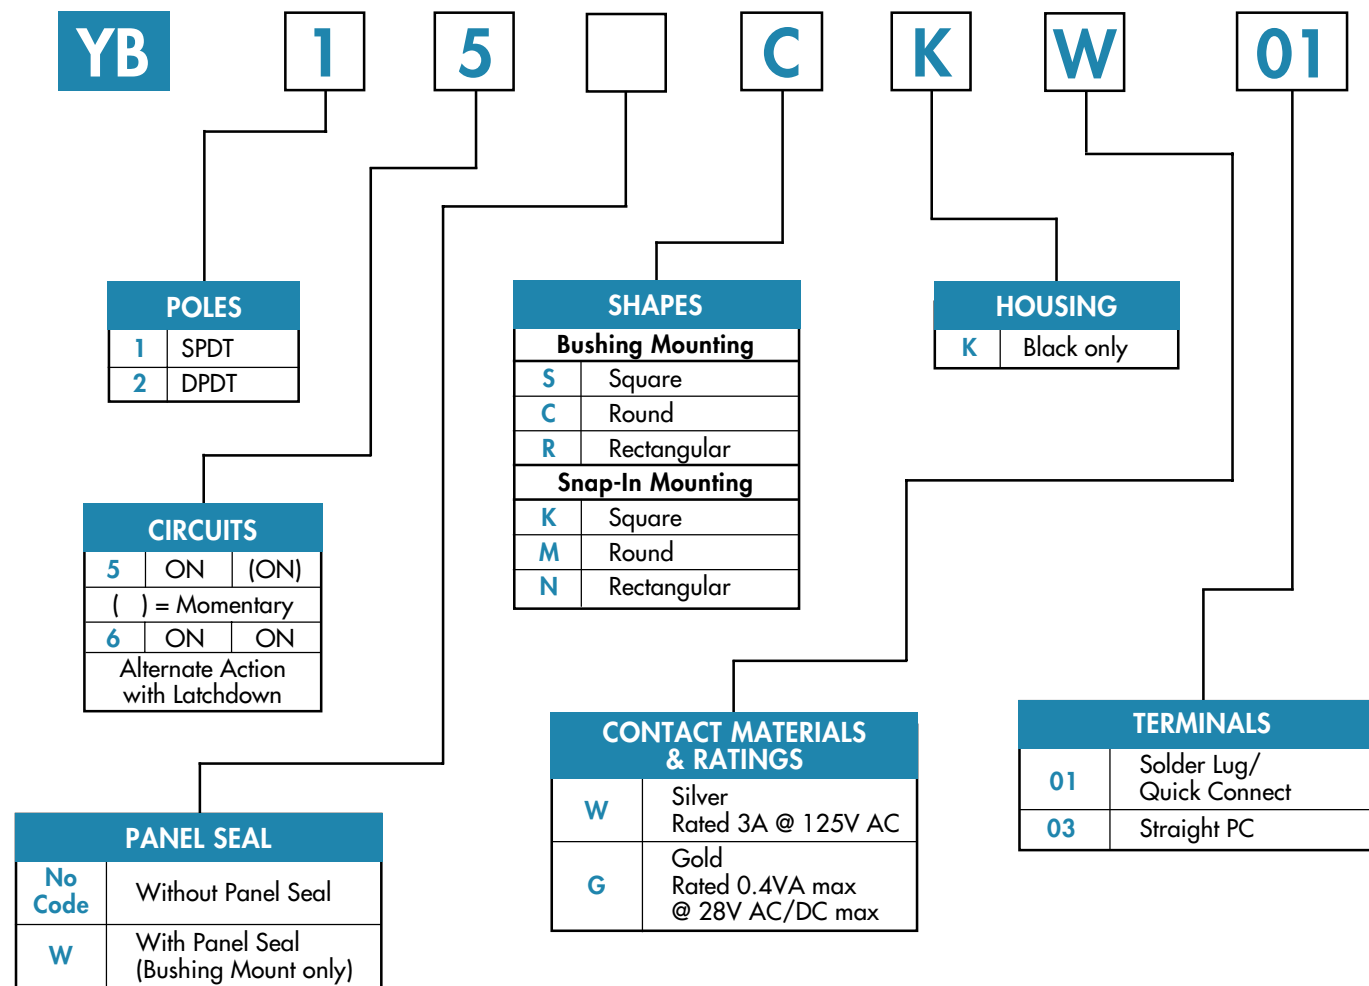 YB 1 5 C K W 01
POLES
1 SPDT
2 DPDT
SHAPES
Bushing Mounting
S Square
C Round
R Rectangular
Snap-In Mounting
K Square
M Round
N Rectangular
HOUSING
K Black only
CIRCUITS
5 ON (ON)
( ) = Momentary
6 ON ON
Alternate Action
with Latchdown
CONTACT MATERIALS
& RATINGS
W Silver
Rated 3A @ 125V AC
G Gold
Rated 0.4VA max
@ 28V AC/DC max
TERMINALS
01 Solder Lug/
Quick Connect
03 Straight PC
PANEL SEAL
No
Code Without Panel Seal
W With Panel Seal
(Bushing Mount only)